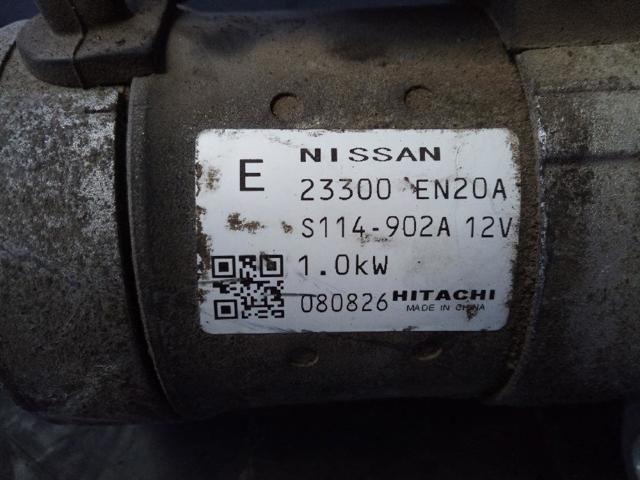 E NISSAN
23300 EN20A
S114-902A 12V
1.0kW
080826 HITACHI
MADE IN CHINA